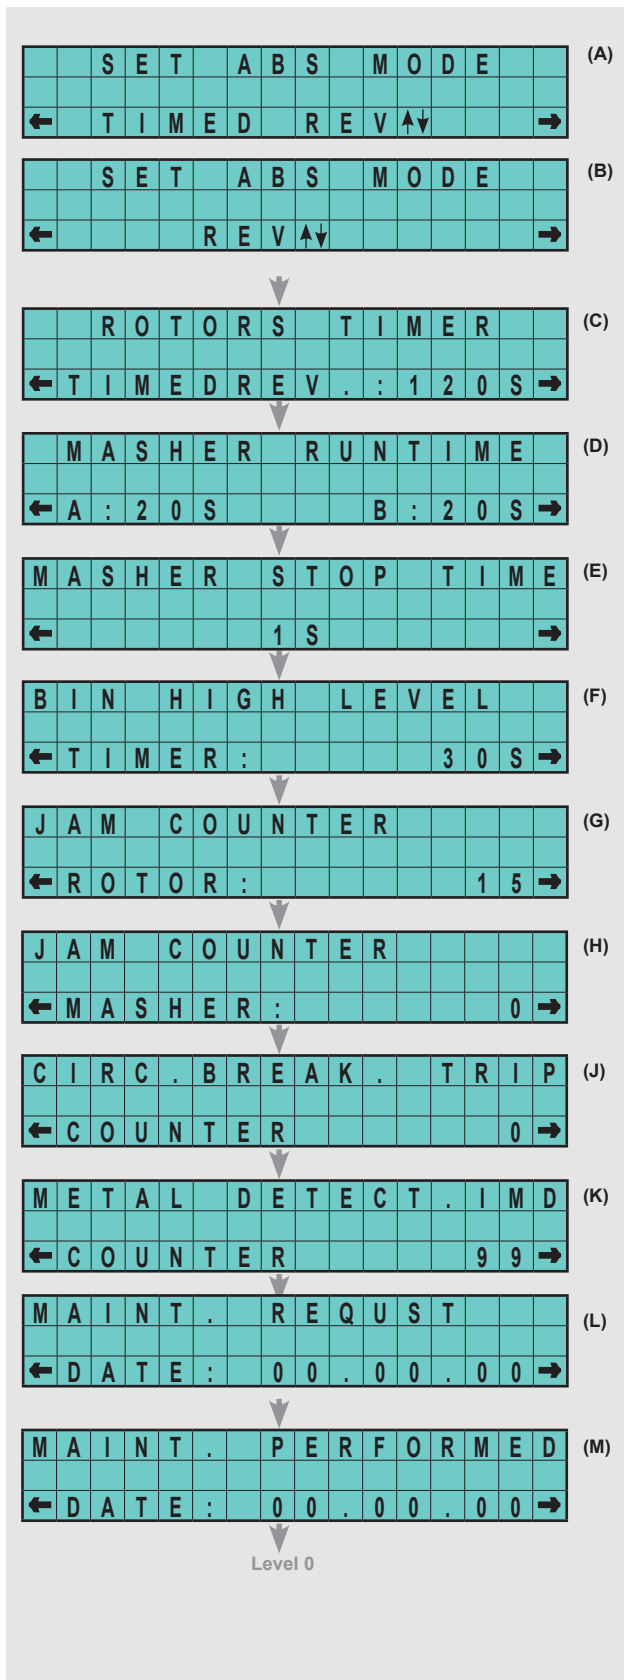 SET ABS MODE (A)
← TIMED REV↑↓ →
SET ABS MODE (B)
← REV↑↓ →
ROTORS TIMER (C)
← TIMEDREV.:120S →
MASHER RUNTIME (D)
← A:20S B:20S →
MASHER STOP TIME (E)
← 1S →
BIN HIGH LEVEL (F)
← TIMER: 30S →
JAM COUNTER (G)
← ROTOR: 15 →
JAM COUNTER (H)
← MASHER: 0 →
CIRC.BREAK. TRIP (J)
← COUNTER 0 →
METAL DETECT.IMD (K)
← COUNTER 99 →
MAINT. REQUST (L)
← DATE: 00.00.00 →
MAINT. PERFORMED (M)
← DATE: 00.00.00 →
Level 0